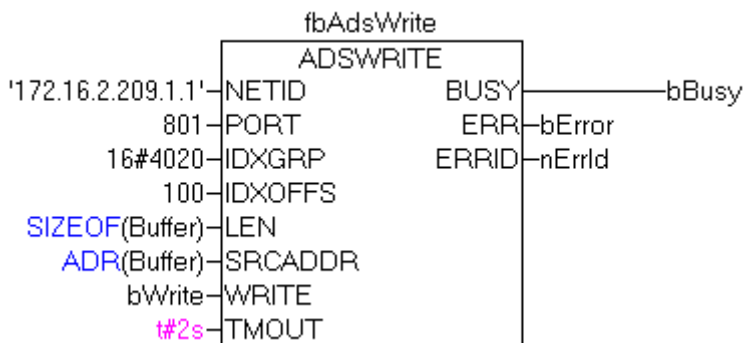 fbAdsWrite
ADSWRITE
'172.16.2.209.1.1' NETID BUSY bBusy
801 PORT ERR bError
16#4020 IDXGRP ERRID nErrId
100 IDXOFFS
SIZEOF(Buffer) LEN
ADR(Buffer) SRCADDR
bWrite WRITE
t#2s TMOUT